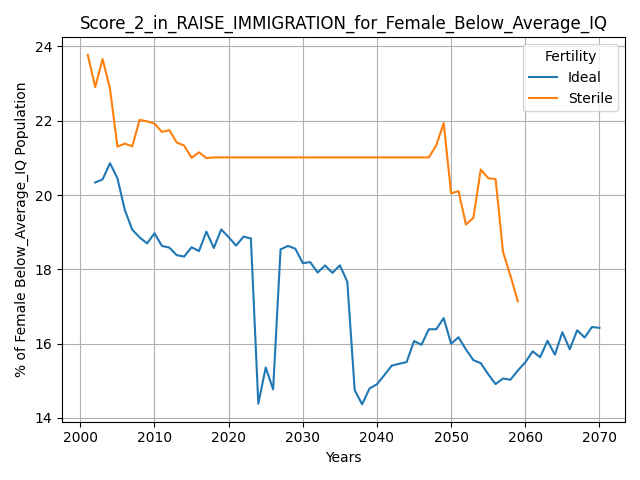 Score_2_in_RAISE_IMMIGRATION_for_Female_Below_Average_IQ
% of Female Below_Average_IQ Population
24
22
20
18
16
14
Fertility
Ideal
Sterile
2000 2010 2020 2030 2040 2050 2060 2070
Years